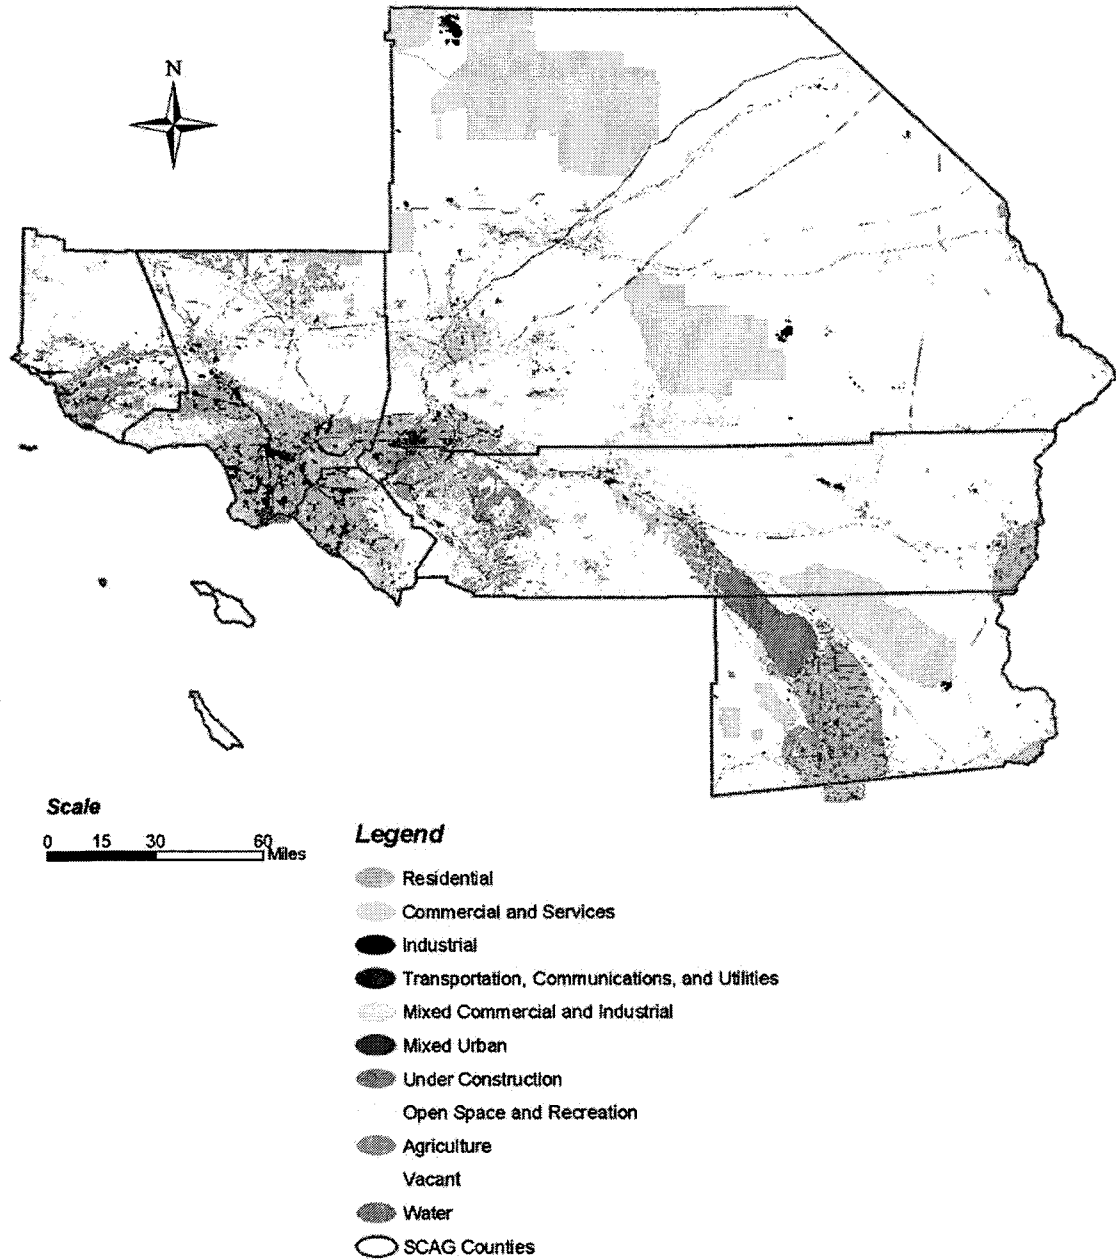 N
Scale
0 15 30 60
Miles
Legend
Residential
Commercial and Services
Industrial
Transportation, Communications, and Utilities
Mixed Commercial and Industrial
Mixed Urban
Under Construction
Open Space and Recreation
Agriculture
Vacant
Water
SCAG Counties